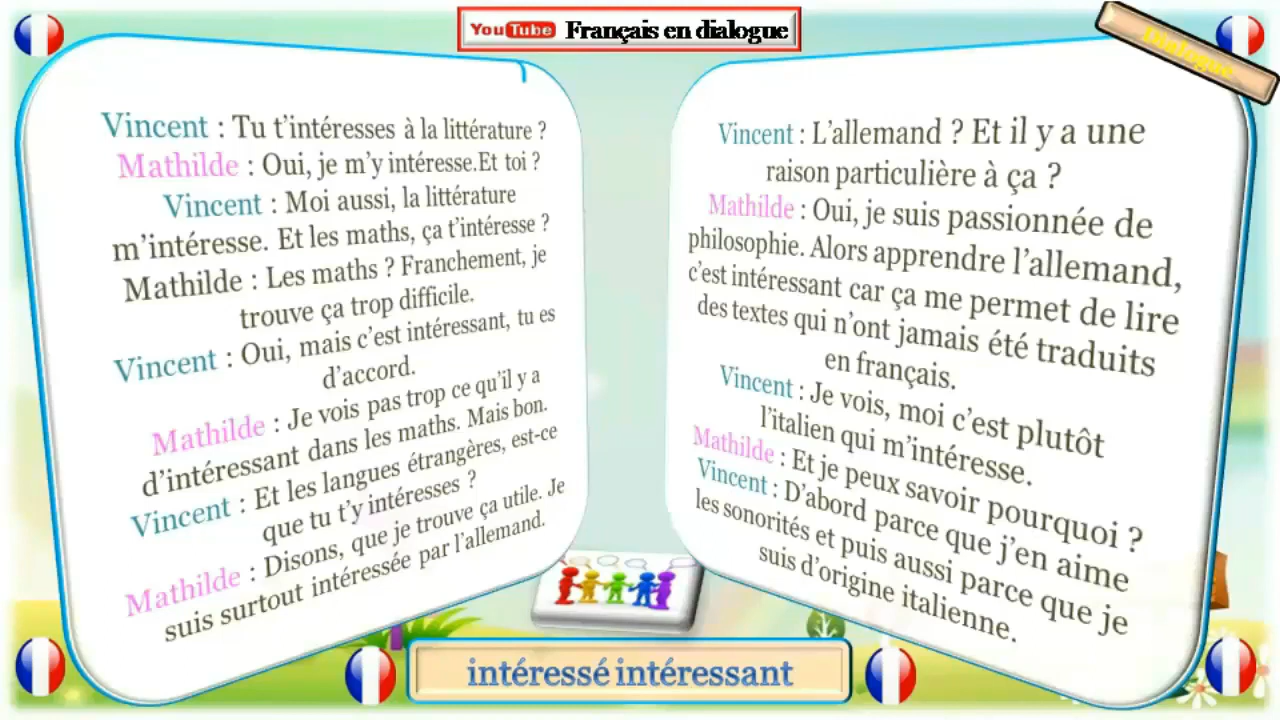 YouTube Français en dialogue
Dialogue
Vincent : Tu t'intéresses à la littérature ?
Mathilde : Oui, je m'y intéresse.Et toi ?
Vincent : Moi aussi, la littérature
m'intéresse. Et les maths, ça t'intéresse ?
Mathilde : Les maths ? Franchement, je
trouve ça trop difficile.
Vincent : Oui, mais c'est intéressant, tu es
d'accord.
Mathilde : Je vois pas trop ce qu'il y a
d'intéressant dans les maths. Mais bon.
Vincent : Et les langues étrangères, est-ce
que tu t'y intéresses ?
Mathilde : Disons, que je trouve ça utile. Je
suis surtout intéressée par l'allemand.
Vincent : L'allemand ? Et il y a une
raison particulière à ça ?
Mathilde : Oui, je suis passionnée de
philosophie. Alors apprendre l'allemand,
c'est intéressant car ça me permet de lire
des textes qui n'ont jamais été traduits
en français.
Vincent : Je vois, moi c'est plutôt
l'italien qui m'intéresse.
Mathilde : Et je peux savoir pourquoi ?
Vincent : D'abord parce que j'en aime
les sonorités et puis aussi parce que je
suis d'origine italienne.
intéressé intéressant